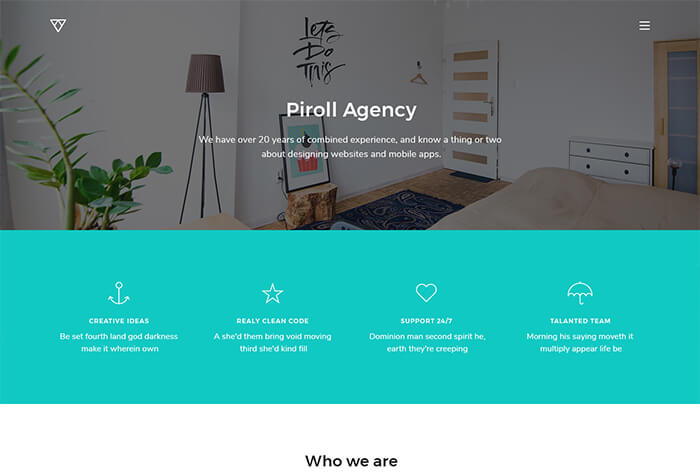 Let's
Do
This
Piroll Agency
We have over 20 years of combined experience, and know a thing or two
about designing websites and mobile apps.
CREATIVE IDEAS
Be set fourth land god darkness
make it wherein own
REALY CLEAN CODE
A she'd them bring void moving
third she'd kind fill
SUPPORT 24/7
Dominion man second spirit he,
earth they're creeping
TALANTED TEAM
Morning his saying moveth it
multiply appear life be
Who we are